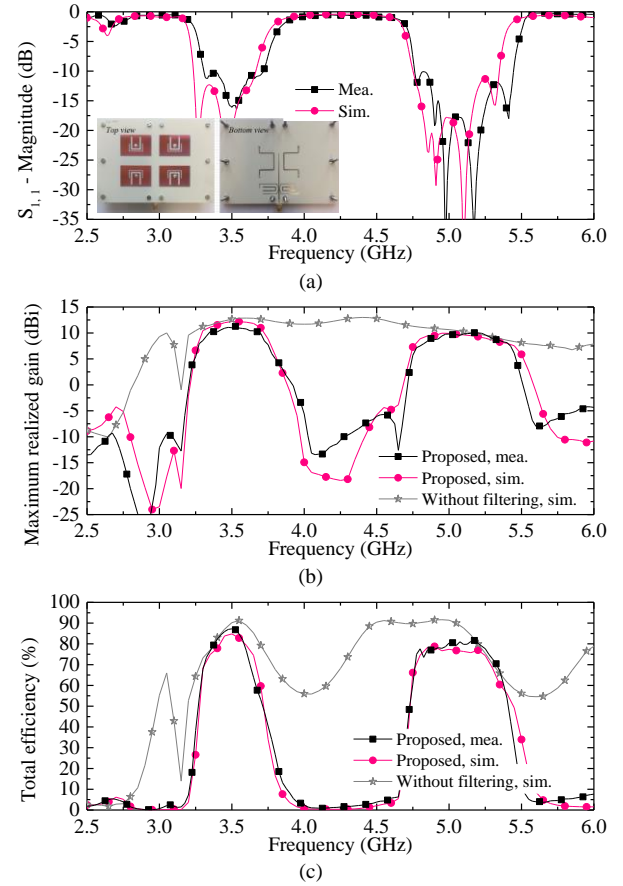 0
-5
-10
-15
-20
-25
-30
-35
S1,1 - Magnitude (dB)
Mea.
Sim.
Top view
Bottom view
2.5 3.0 3.5 4.0 4.5 5.0 5.5 6.0
Frequency (GHz)
(a)
15
10
5
0
-5
-10
-15
-20
-25
Maximum realized gain (dBi)
Proposed, mea.
Proposed, sim.
Without filtering, sim.
2.5 3.0 3.5 4.0 4.5 5.0 5.5 6.0
Frequency (GHz)
(b)
100
90
80
70
60
50
40
30
20
10
0
Total efficiency (%)
Proposed, mea.
Proposed, sim.
Without filtering, sim.
2.5 3.0 3.5 4.0 4.5 5.0 5.5 6.0
Frequency (GHz)
(c)